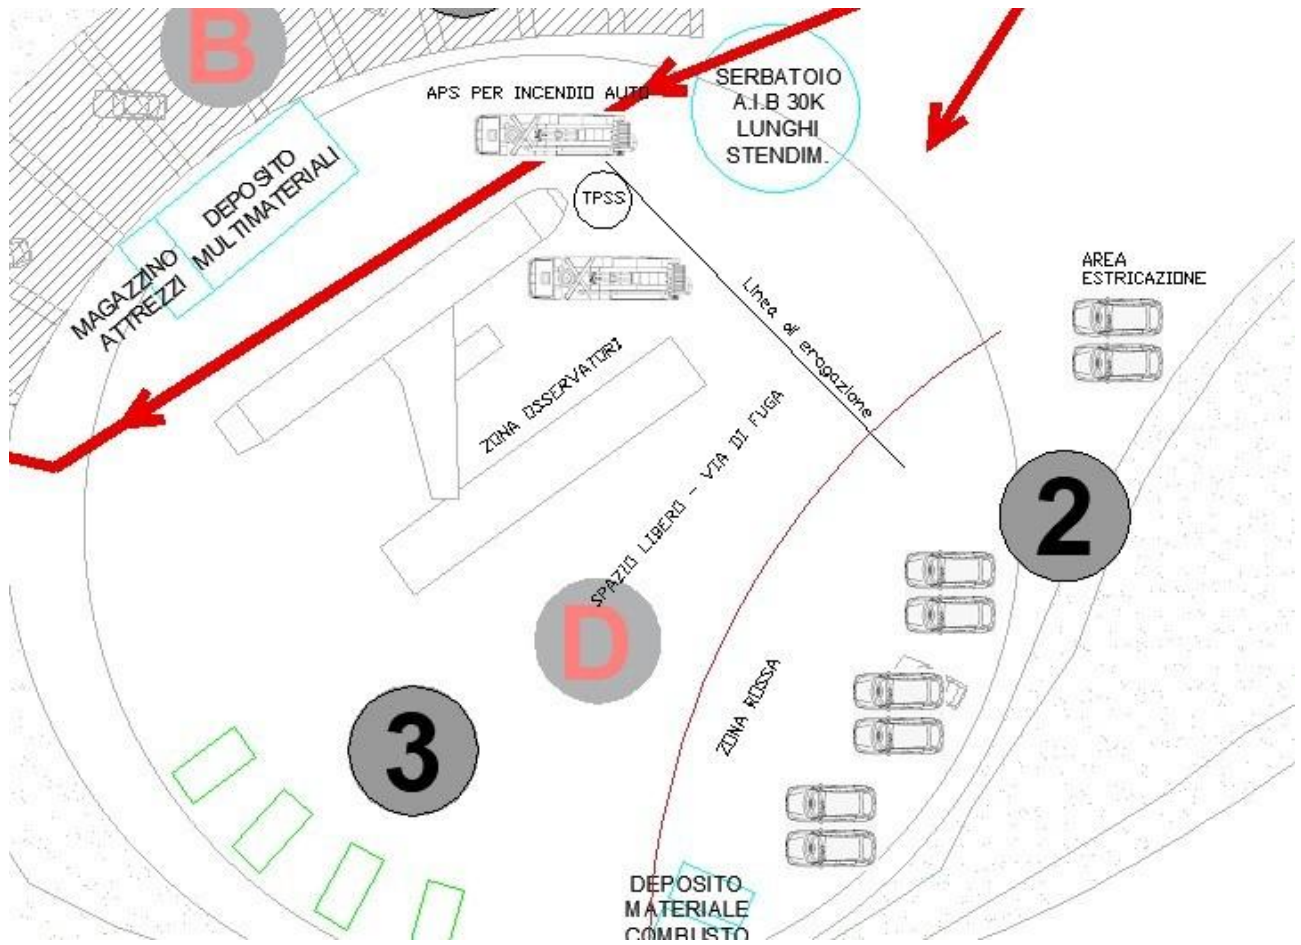 B
APS PER INCENDIO AUTO
SERBATOIO
A.I.B 30K
LUNGHI
STENDIM.
DEPOSITO
MULTIMATERIALI
MAGAZZINO
ATTREZZI
TPSS
AREA
ESTRICAZIONE
Linea di erogazione
ZONA OSSERVATORI
SPAZIO LIBERO - VIA DI FUGA
2
D
ZONA ROSSA
3
DEPOSITO
MATERIALE
COMBUSTO